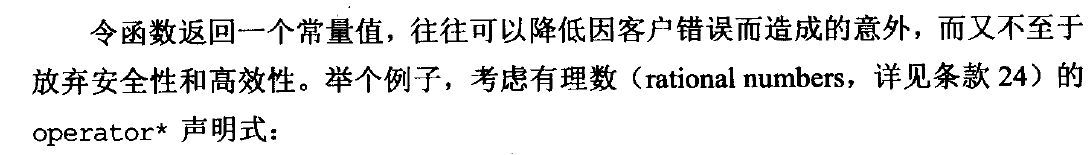 令函数返回一个常量值，往往可以降低因客户错误而造成的意外，而又不至于
放弃安全性和高效性。举个例子，考虑有理数（rational numbers，详见条款 24）的
operator* 声明式：